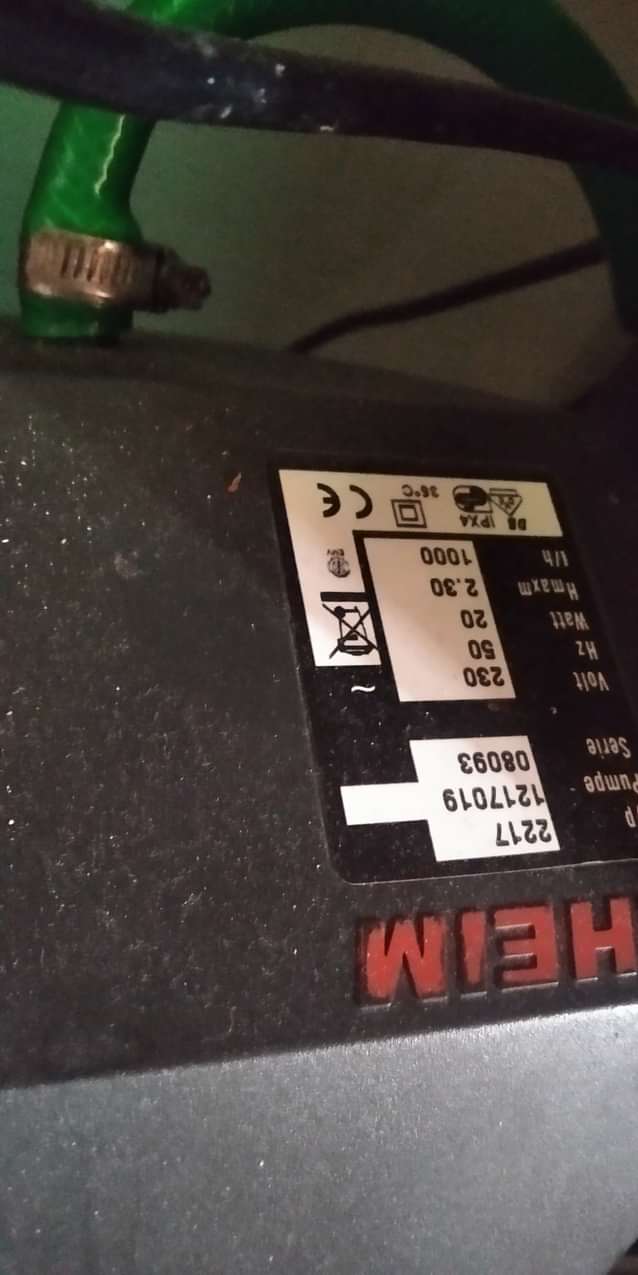 HEIM
2217
Pumpe 1217019
Serie 08093
Volt 230 ~
Hz 50
Watt 20
Hmaxm 2.30
l/h 1000
IPX4
36°C
CE